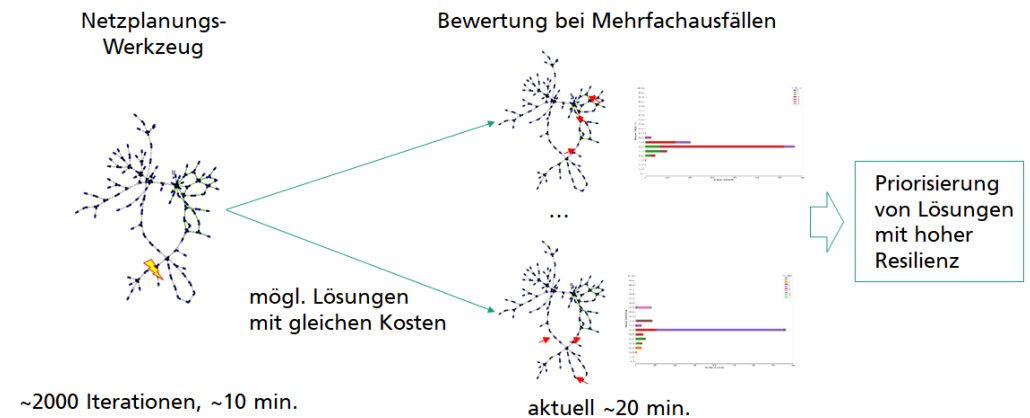 Netzplanungs-
Werkzeug
Bewertung bei Mehrfachausfällen
...
mögl. Lösungen
mit gleichen Kosten
Priorisierung
von Lösungen
mit hoher
Resilienz
~2000 Iterationen, ~10 min.
aktuell ~20 min.